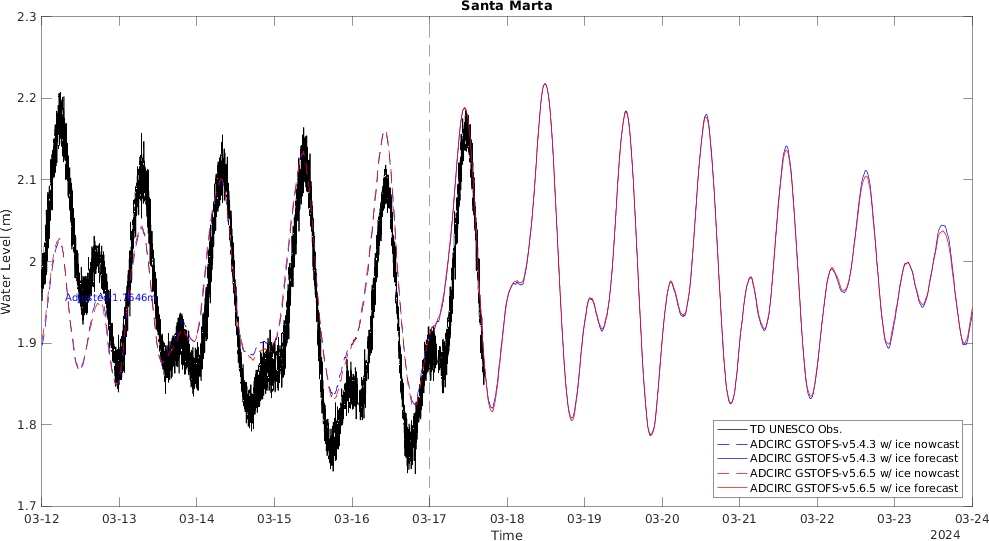 Santa Marta
Water Level (m)
2.3
2.2
2.1
2
1.9
1.8
1.7
Adjusted 1.7646m
TD UNESCO Obs.
ADCIRC GSTOFS-v5.4.3 w/ ice nowcast
ADCIRC GSTOFS-v5.4.3 w/ ice forecast
ADCIRC GSTOFS-v5.6.5 w/ ice nowcast
ADCIRC GSTOFS-v5.6.5 w/ ice forecast
03-12 03-13 03-14 03-15 03-16 03-17 03-18 03-19 03-20 03-21 03-22 03-23 03-24
Time
2024